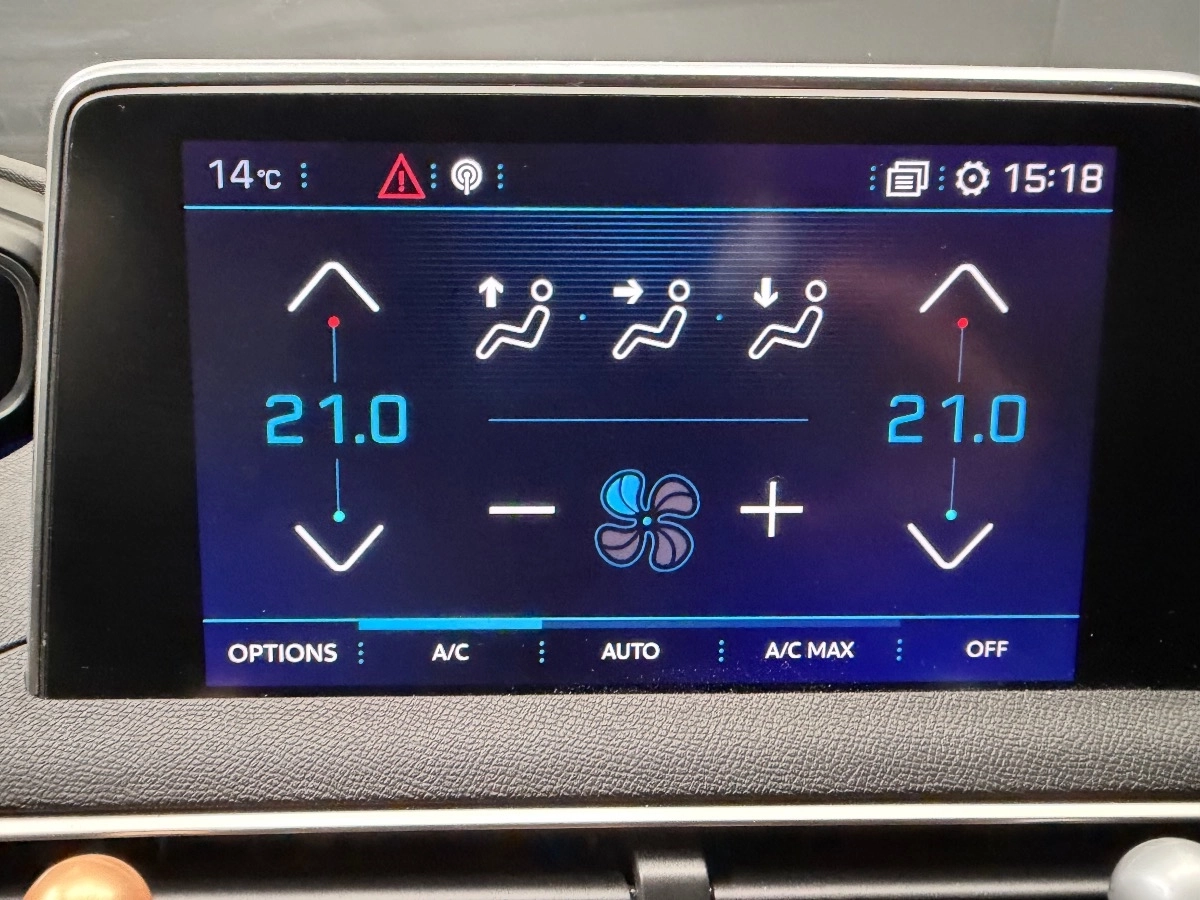 14°C 15:18
21.0 21.0
OPTIONS A/C AUTO A/C MAX OFF